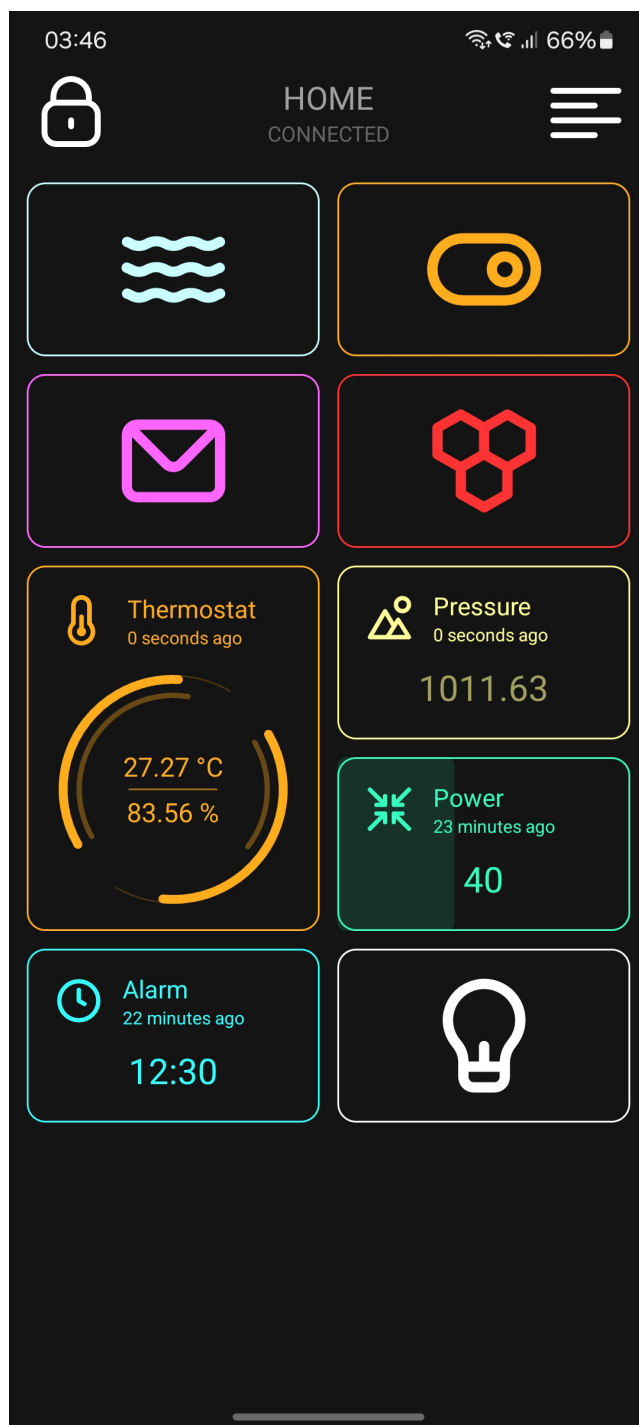 03:46
66%
HOME
CONNECTED
Thermostat
0 seconds ago
27.27 °C
83.56 %
Pressure
0 seconds ago
1011.63
Power
23 minutes ago
40
Alarm
22 minutes ago
12:30